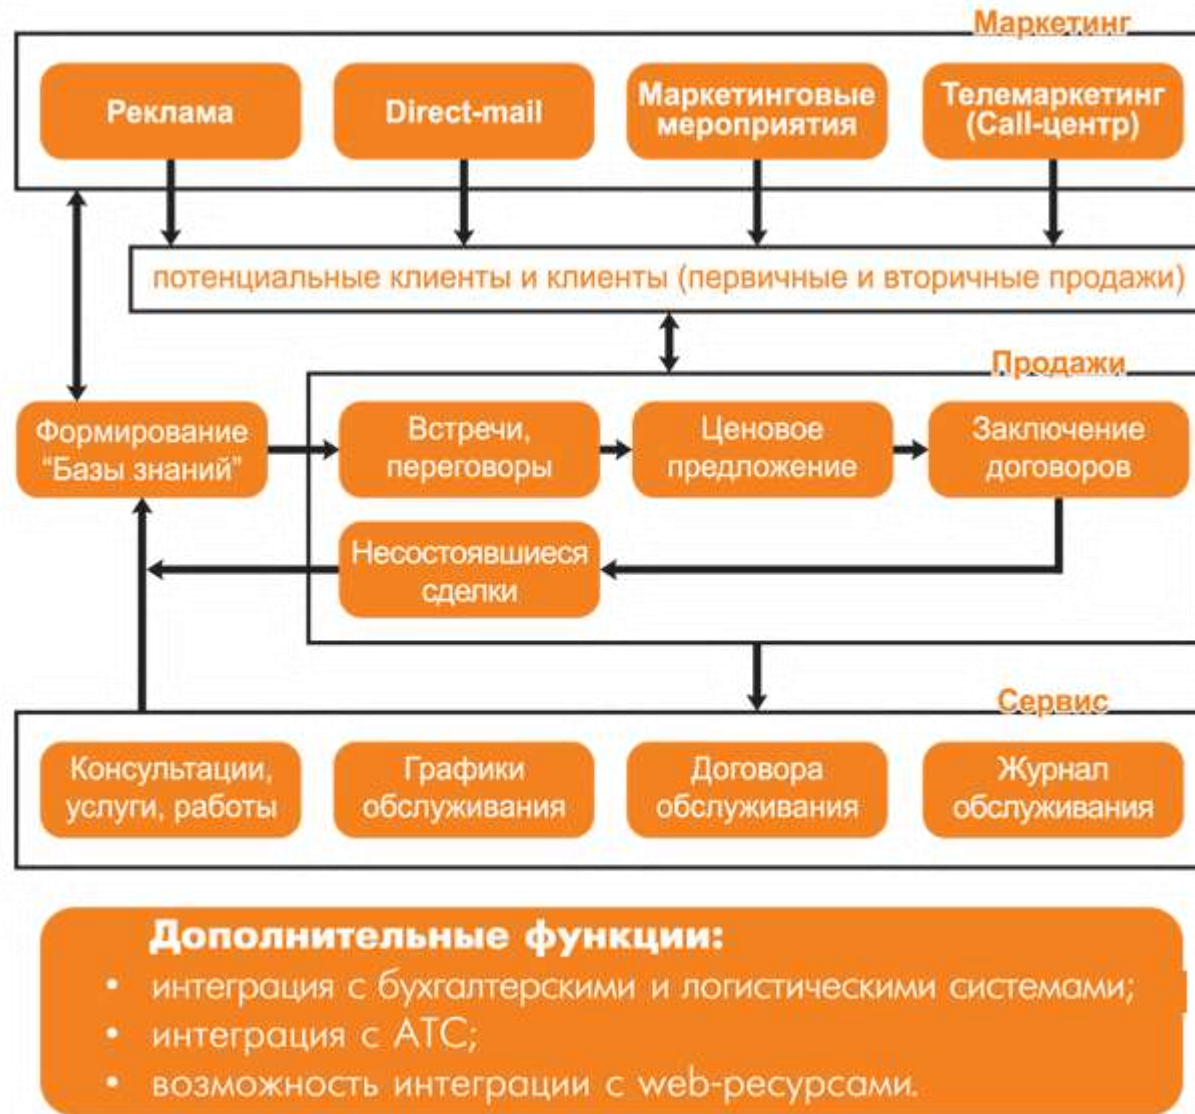 Маркетинг
Реклама
Direct-mail
Маркетинговые
мероприятия
Телемаркетинг
(Call-центр)
потенциальные клиенты и клиенты (первичные и вторичные продажи)
Продажи
Формирование
“Базы знаний”
Встречи,
переговоры
Ценовое
предложение
Заключение
договоров
Несостоявшиеся
сделки
Сервис
Консультации,
услуги, работы
Графики
обслуживания
Договора
обслуживания
Журнал
обслуживания
Дополнительные функции:
• интеграция с бухгалтерскими и логистическими системами;
• интеграция с АТС;
• возможность интеграции с web-ресурсами.